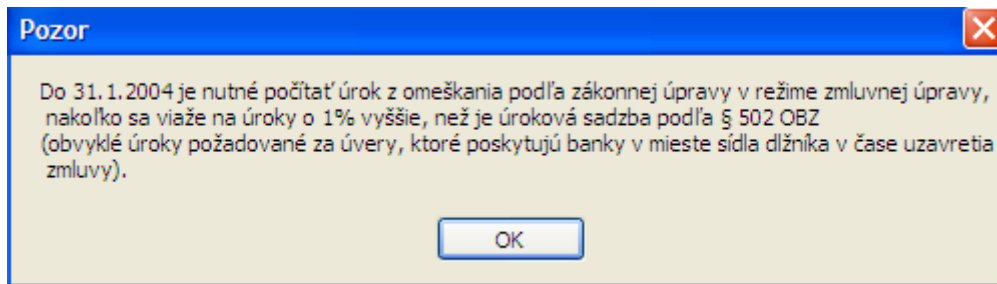 Pozor
Do 31.1.2004 je nutné počítať úrok z omeškania podľa zákonnej úpravy v režime zmluvnej úpravy,
nakoľko sa viaže na úroky o 1% vyššie, než je úroková sadzba podľa § 502 OBZ
(obvyklé úroky požadované za úvery, ktoré poskytujú banky v mieste sídla dlžníka v čase uzavretia
zmluvy).
OK